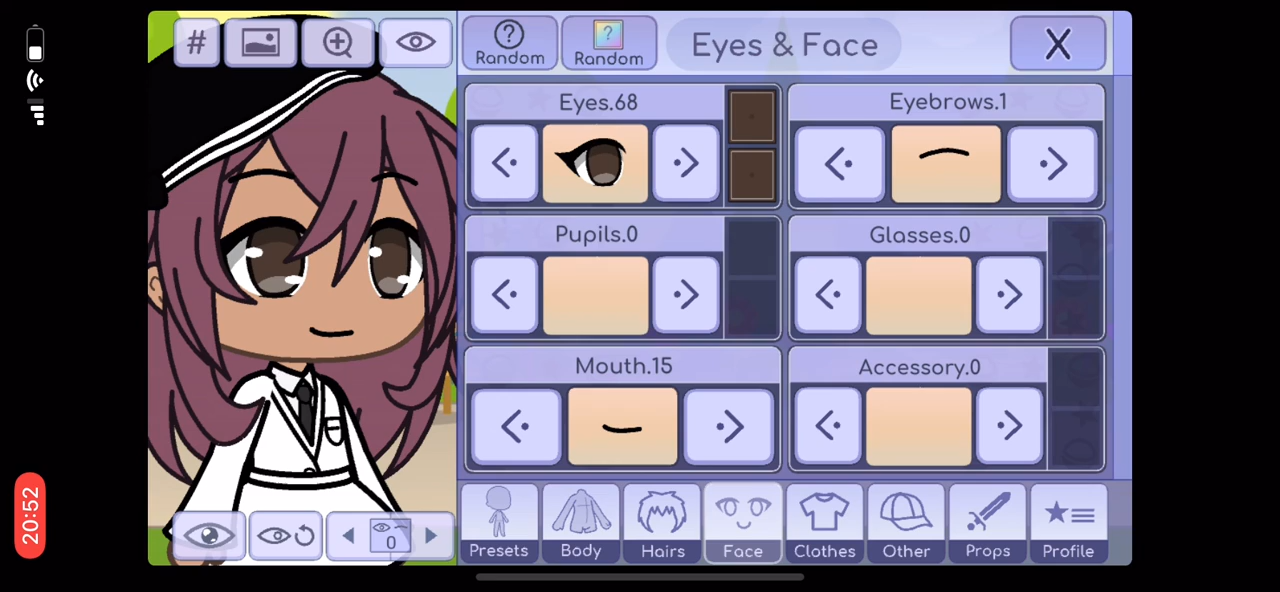 20:52
#
Random
Random
Eyes & Face
X
Eyes.68
Eyebrows.1
Pupils.0
Glasses.0
Mouth.15
Accessory.0
0
Presets
Body
Hairs
Face
Clothes
Other
Props
Profile